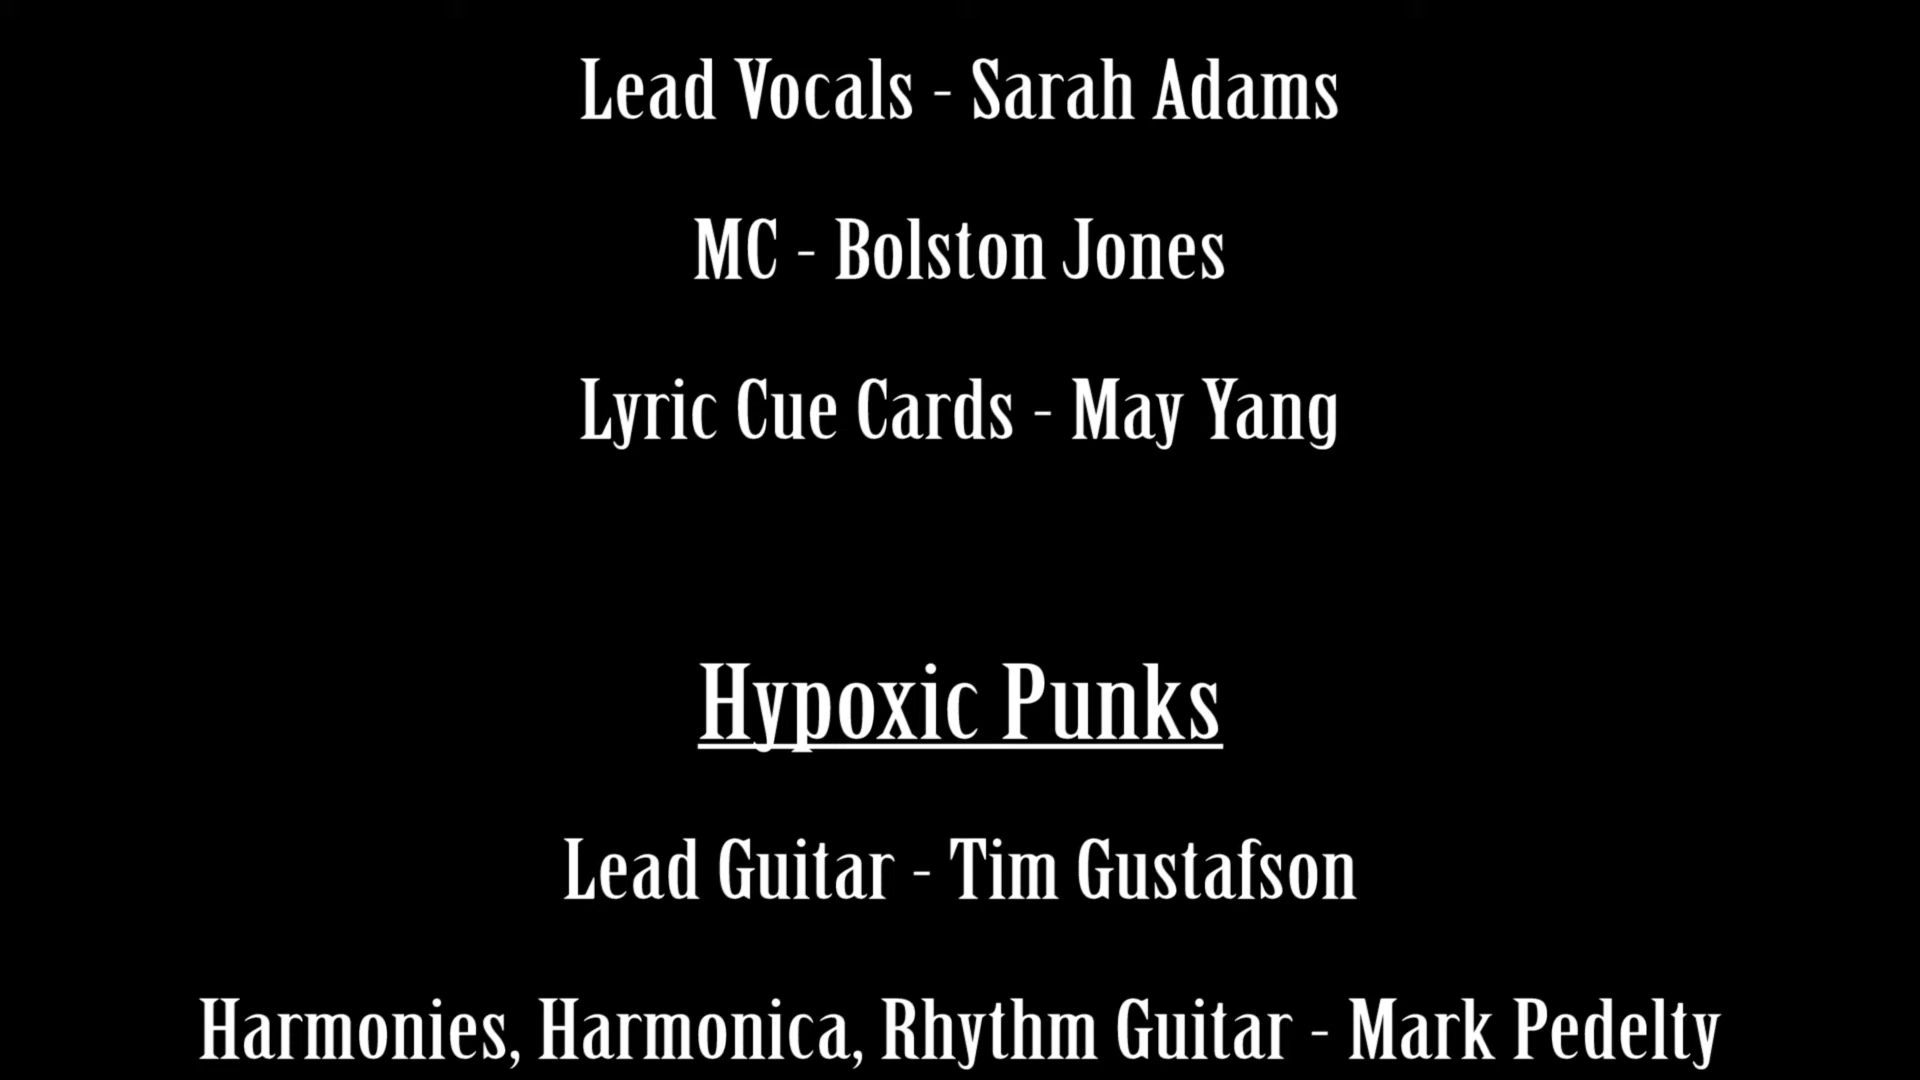 Lead Vocals - Sarah Adams
MC - Bolston Jones
Lyric Cue Cards - May Yang
Hypoxic Punks
Lead Guitar - Tim Gustafson
Harmonies, Harmonica, Rhythm Guitar - Mark Pedelty